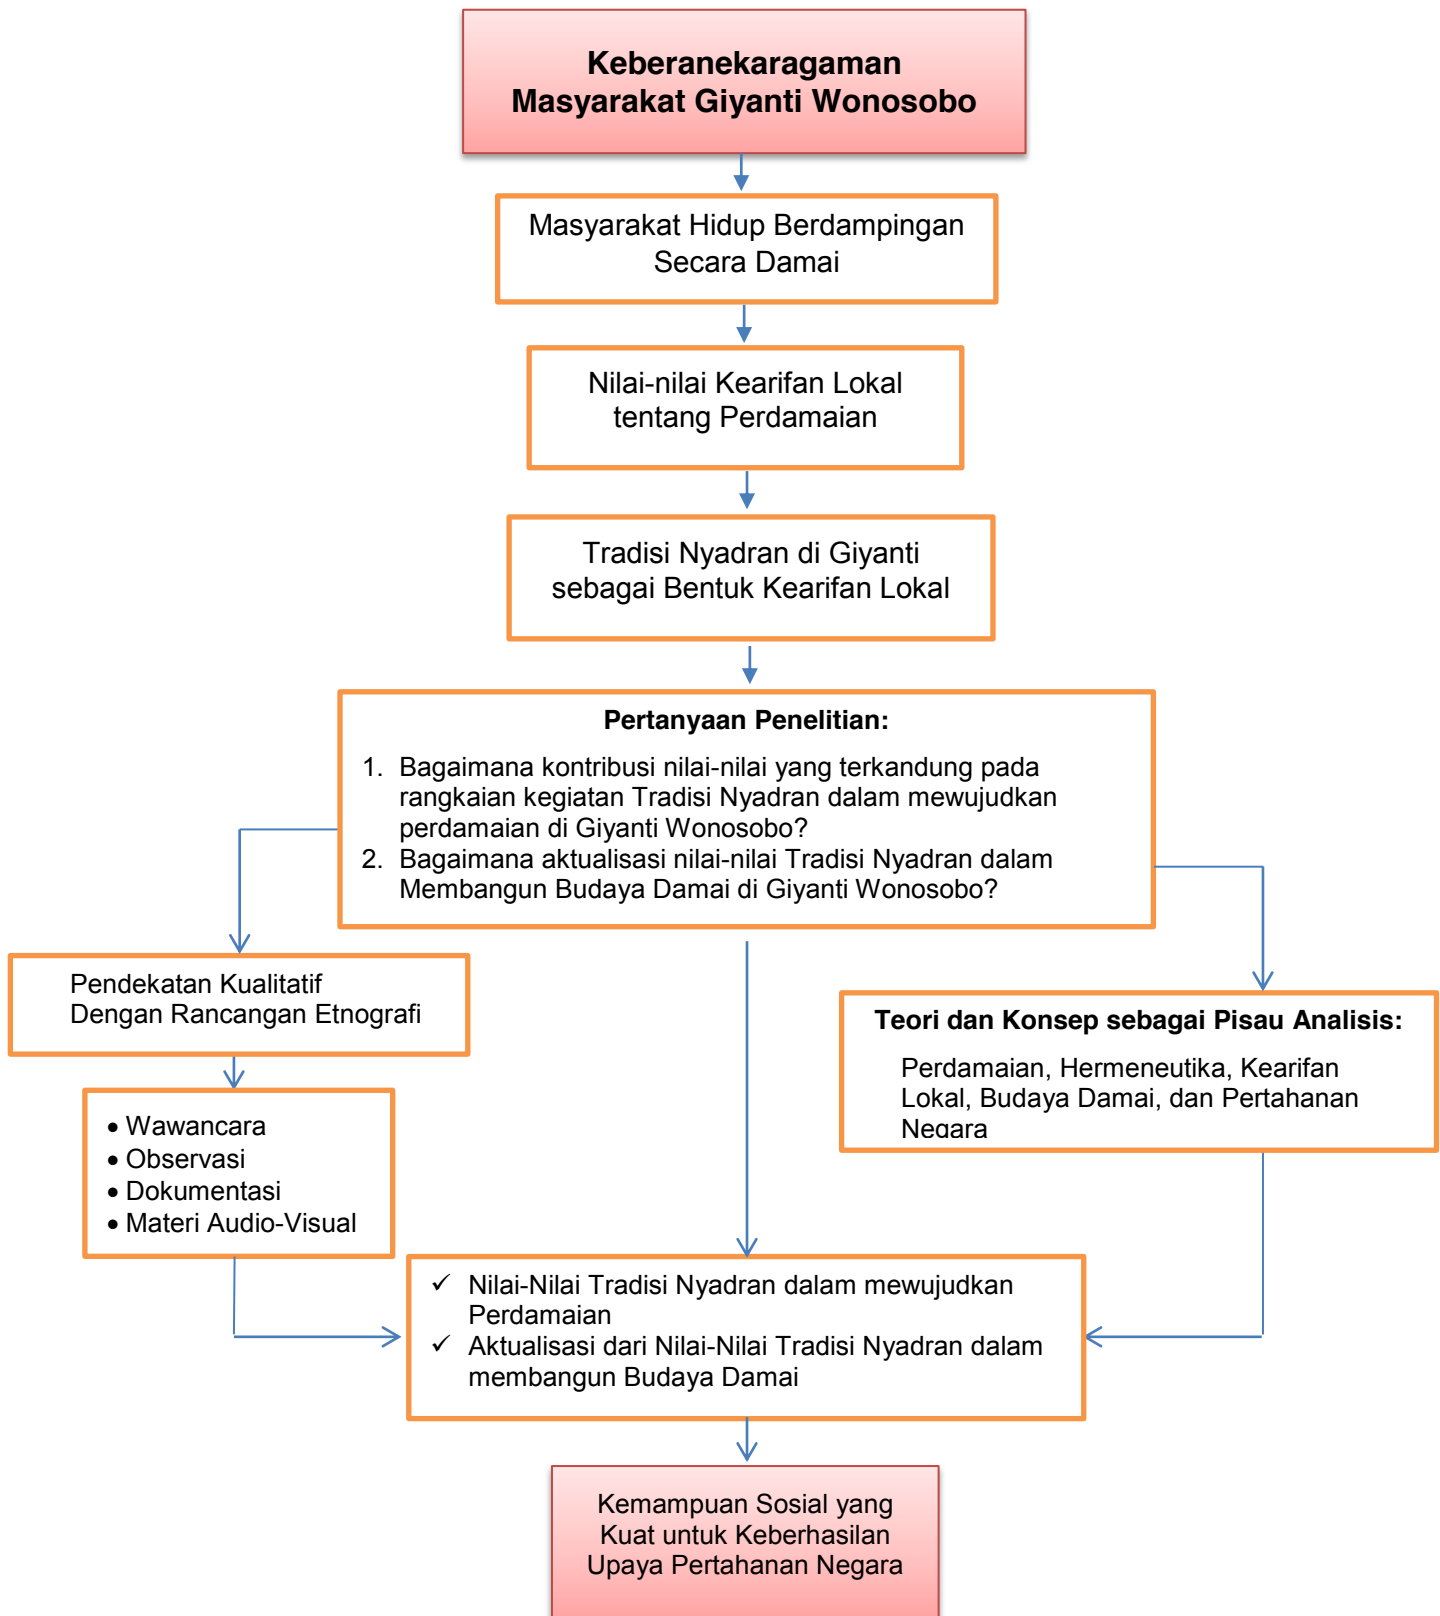 Keberanekaragaman
Masyarakat Giyanti Wonosobo
Masyarakat Hidup Berdampingan
Secara Damai
Nilai-nilai Kearifan Lokal
tentang Perdamaian
Tradisi Nyadran di Giyanti
sebagai Bentuk Kearifan Lokal
Pertanyaan Penelitian:
1. Bagaimana kontribusi nilai-nilai yang terkandung pada
rangkaian kegiatan Tradisi Nyadran dalam mewujudkan
perdamaian di Giyanti Wonosobo?
2. Bagaimana aktualisasi nilai-nilai Tradisi Nyadran dalam
Membangun Budaya Damai di Giyanti Wonosobo?
Pendekatan Kualitatif
Dengan Rancangan Etnografi
Teori dan Konsep sebagai Pisau Analisis:
Perdamaian, Hermeneutika, Kearifan
Lokal, Budaya Damai, dan Pertahanan
Negara
• Wawancara
• Observasi
• Dokumentasi
• Materi Audio-Visual
✓ Nilai-Nilai Tradisi Nyadran dalam mewujudkan
Perdamaian
✓ Aktualisasi dari Nilai-Nilai Tradisi Nyadran dalam
membangun Budaya Damai
Kemampuan Sosial yang
Kuat untuk Keberhasilan
Upaya Pertahanan Negara